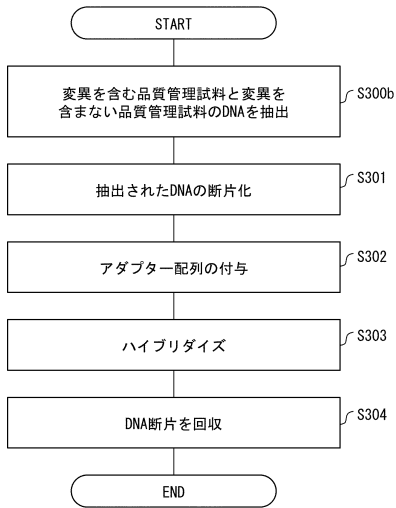 START
変異を含む品質管理試料と変異を
含まない品質管理試料のDNAを抽出
S300b
抽出されたDNAの断片化
S301
アダプター配列の付与
S302
ハイブリダイズ
S303
DNA断片を回収
S304
END